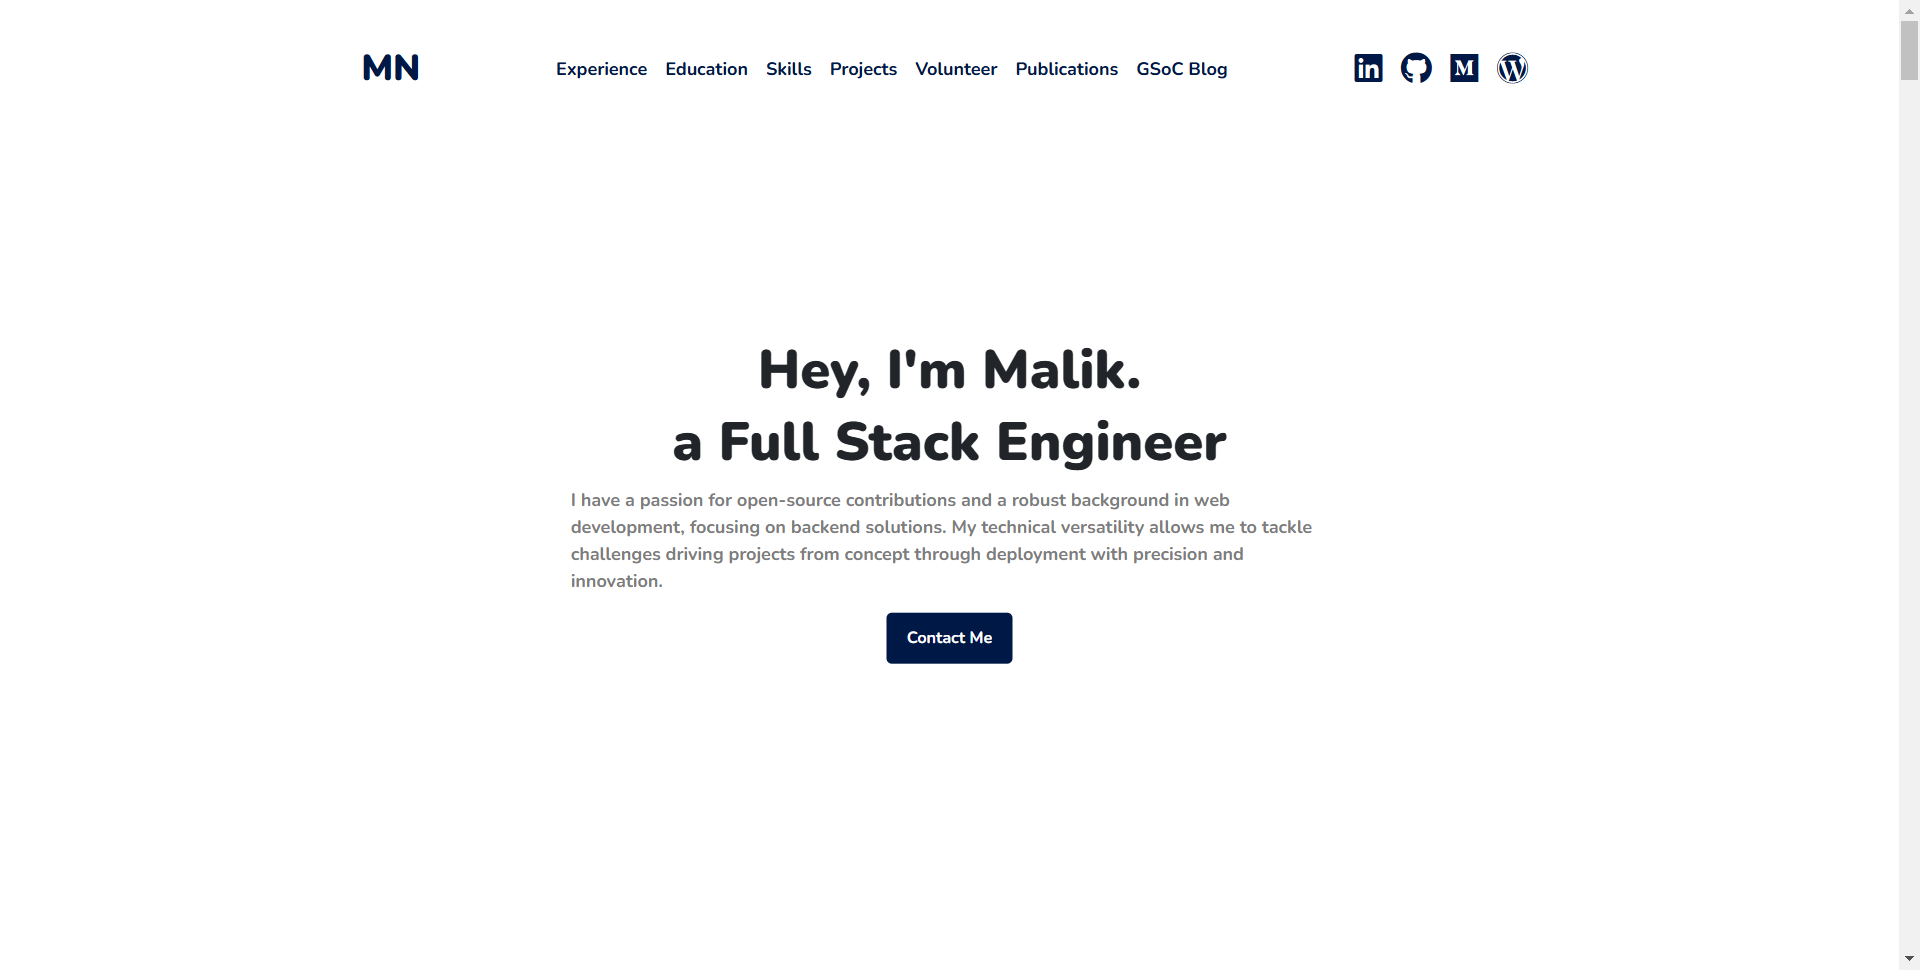 MN
Experience Education Skills Projects Volunteer Publications GSoC Blog
in M W
Hey, I'm Malik.
a Full Stack Engineer
I have a passion for open-source contributions and a robust background in web
development, focusing on backend solutions. My technical versatility allows me to tackle
challenges driving projects from concept through deployment with precision and
innovation.
Contact Me